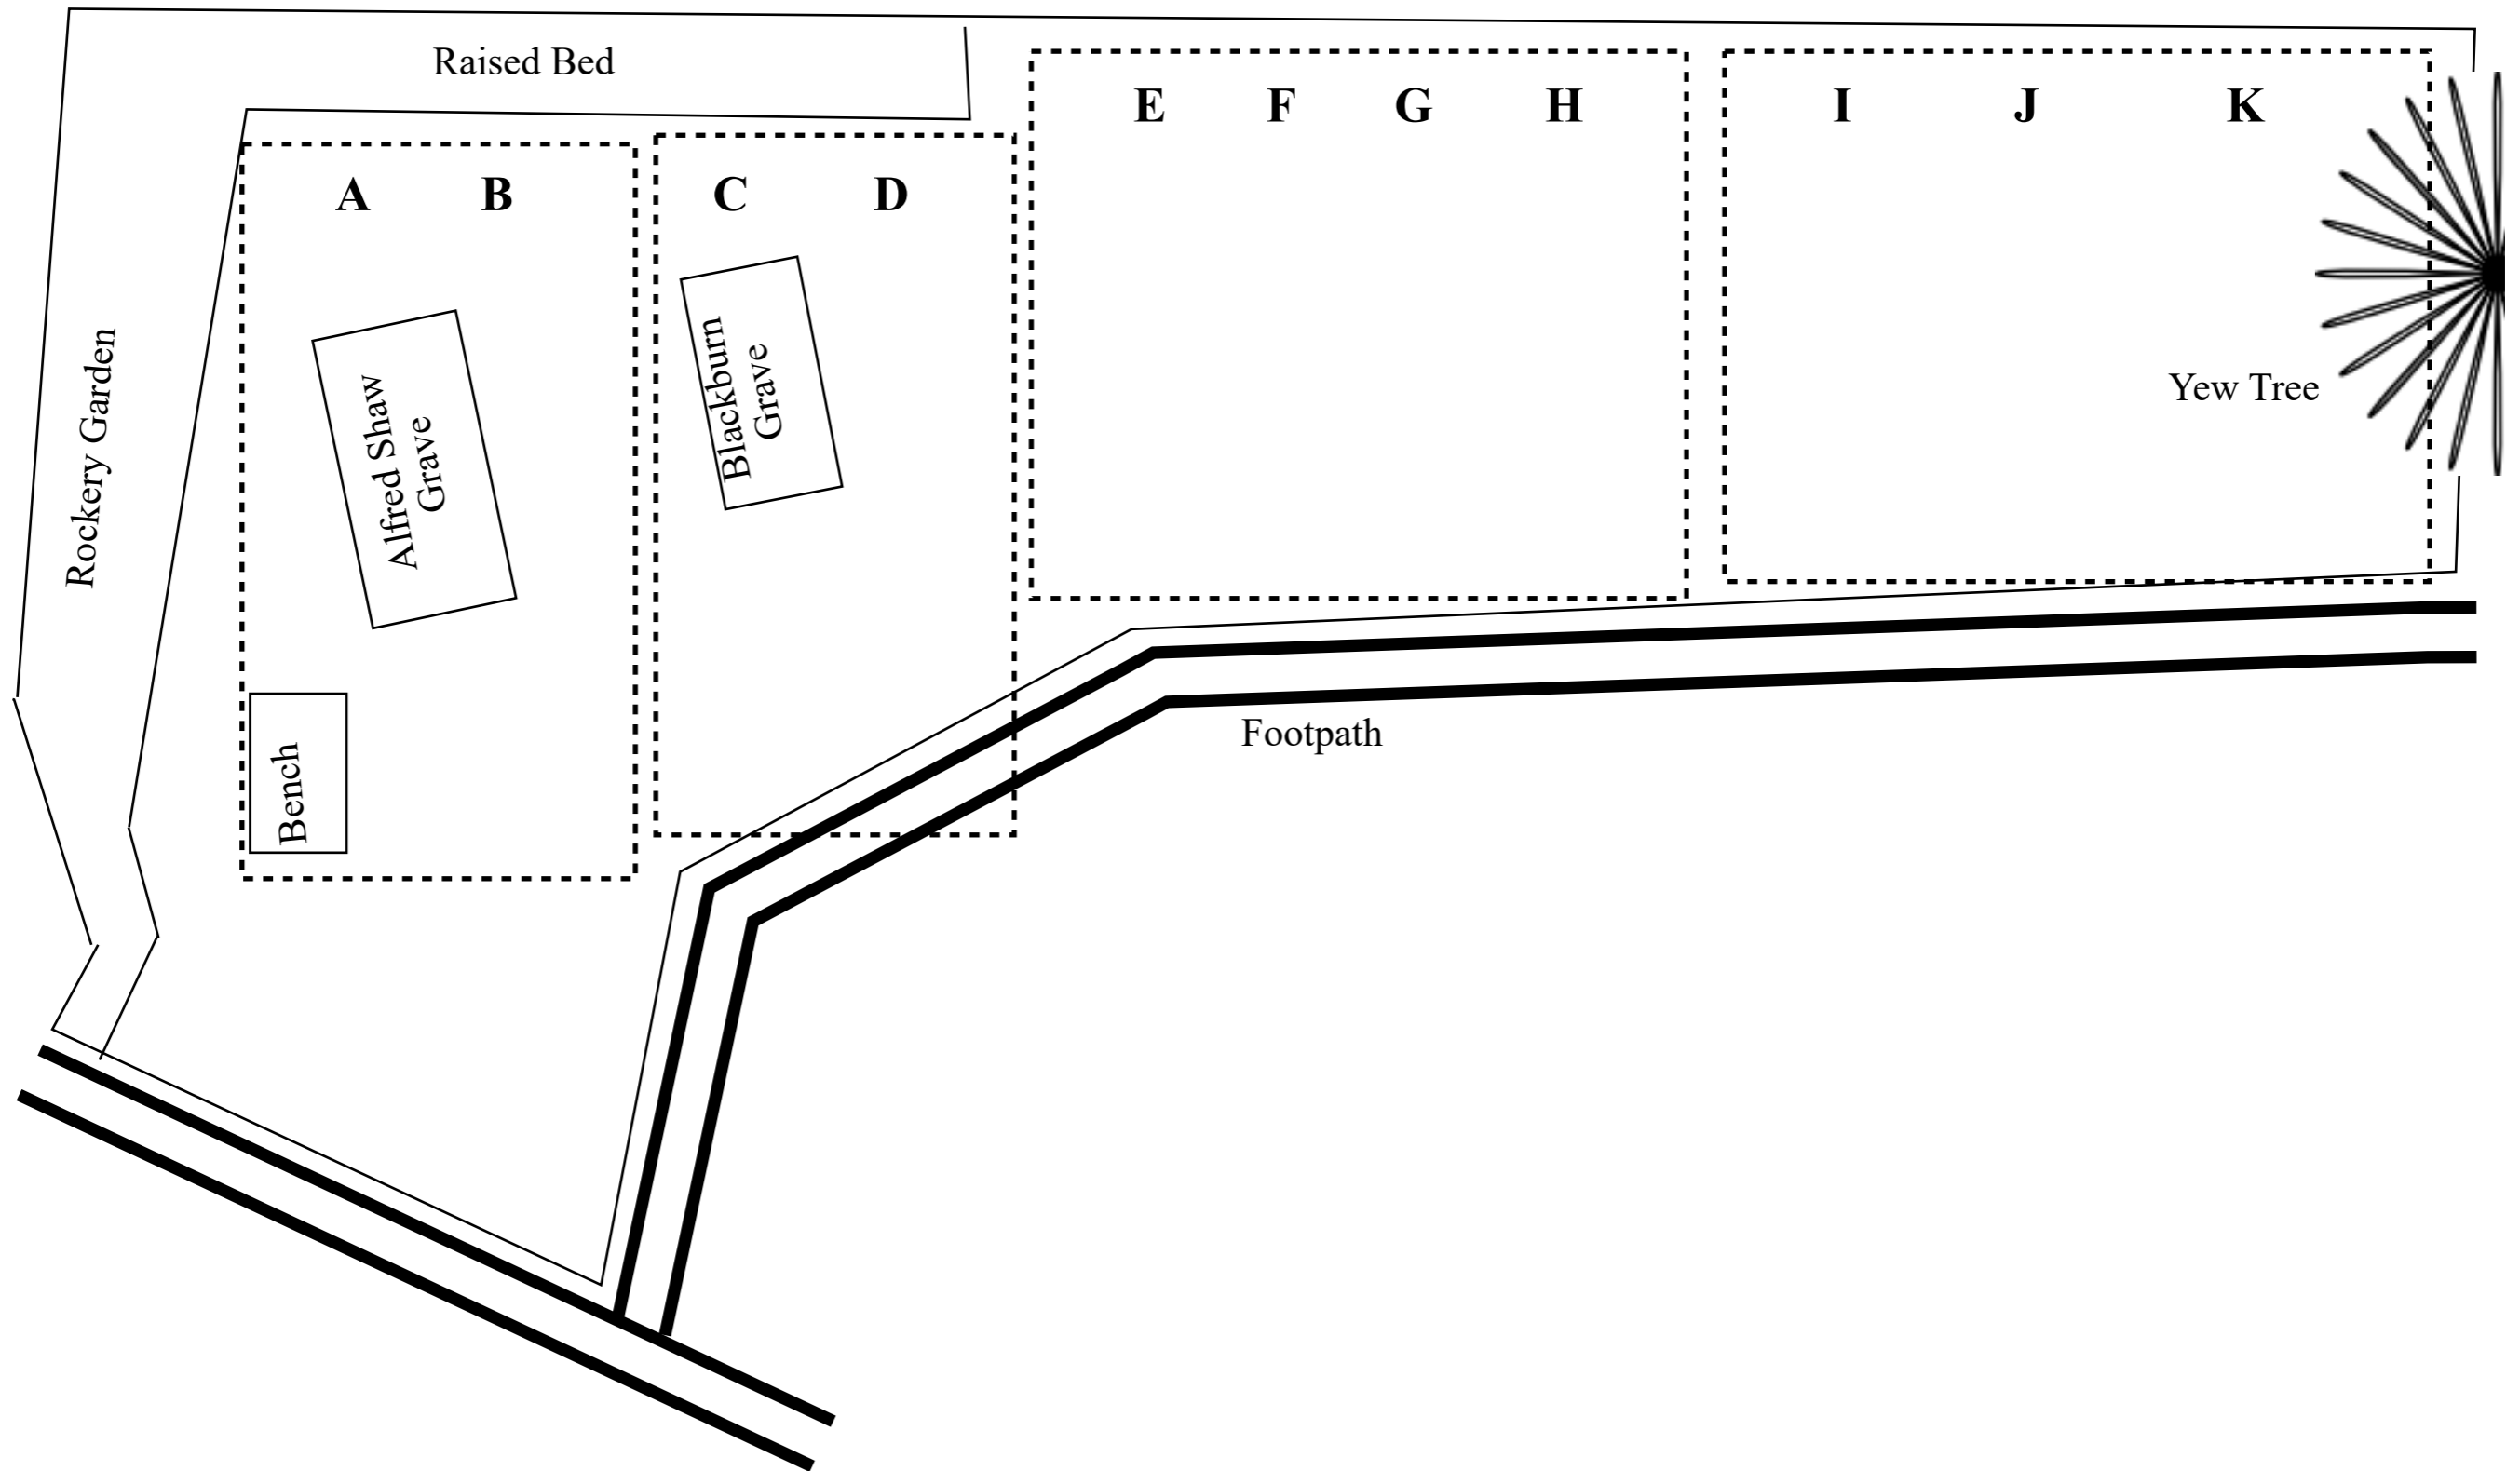 Raised Bed
E F G H
I J K
A B
C D
Rockery Garden
Alfred Shaw
Grave
Blackburn
Grave
Yew Tree
Bench
Footpath